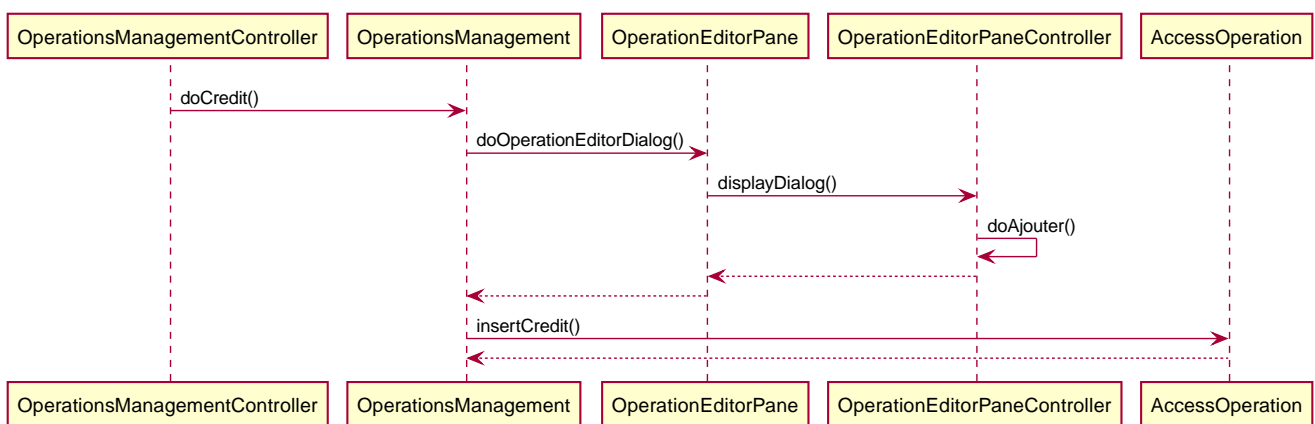 OperationsManagementController
OperationsManagement
OperationEditorPane
OperationEditorPaneController
AccessOperation
doCredit()
doOperationEditorDialog()
displayDialog()
doAjouter()
insertCredit()
OperationsManagementController
OperationsManagement
OperationEditorPane
OperationEditorPaneController
AccessOperation